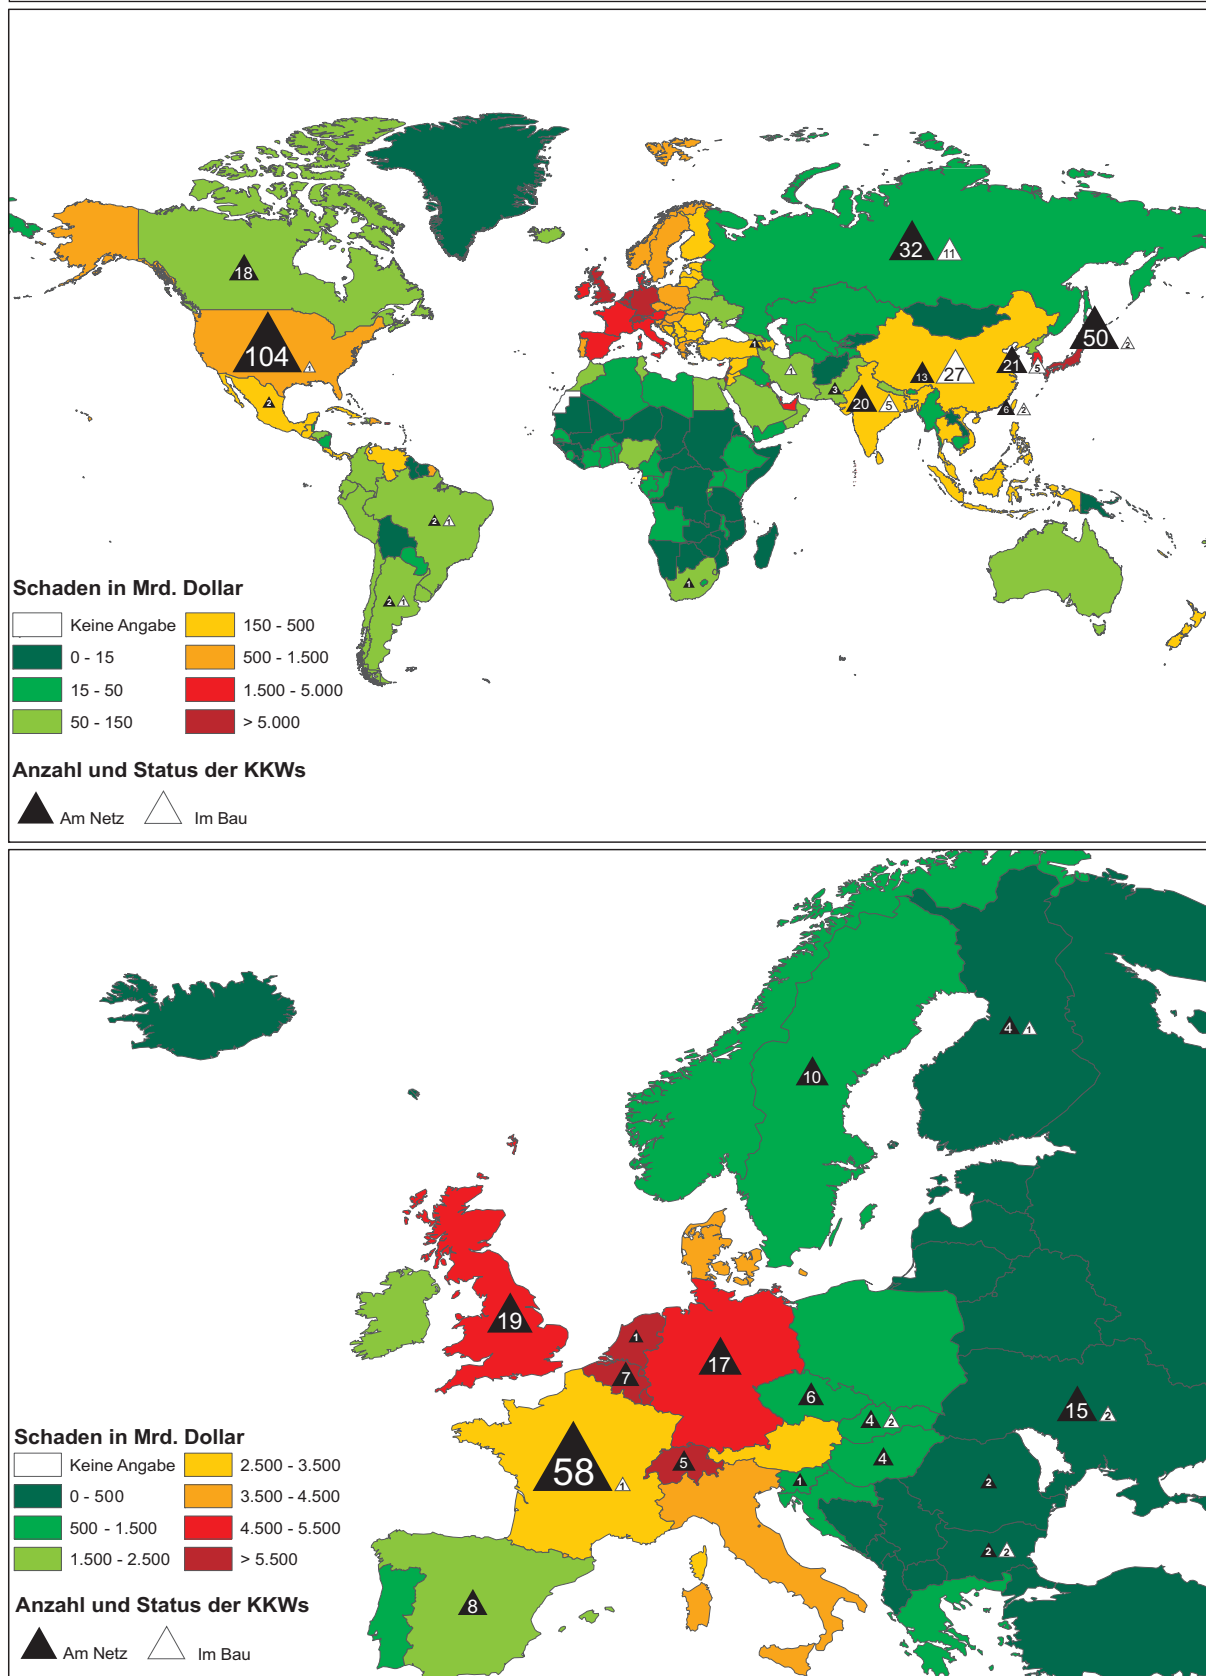 32
11
18
50
2
104
1
1
21
5
13
27
1
3
2
20
5
6
2
2
1
2
1
1
Schaden in Mrd. Dollar
Keine Angabe 150 - 500
0 - 15 500 - 1.500
15 - 50 1.500 - 5.000
50 - 150 > 5.000
Anzahl und Status der KKWs
Am Netz Im Bau
4 1
10
19
1
17
7
6
15 2
4 2
58 1
5
4
1
2
2 2
8
Schaden in Mrd. Dollar
Keine Angabe 2.500 - 3.500
0 - 500 3.500 - 4.500
500 - 1.500 4.500 - 5.500
1.500 - 2.500 > 5.500
Anzahl und Status der KKWs
Am Netz Im Bau